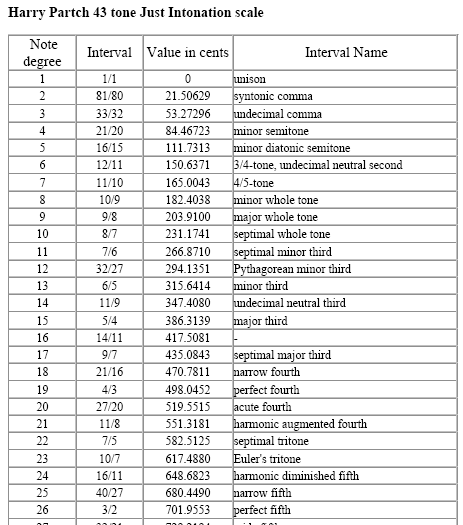 Harry Partch 43 tone Just Intonation scale
Note degree Interval Value in cents Interval Name
1 1/1 0 unison
2 81/80 21.50629 syntonic comma
3 33/32 53.27296 undecimal comma
4 21/20 84.46723 minor semitone
5 16/15 111.7313 minor diatonic semitone
6 12/11 150.6371 3/4-tone, undecimal neutral second
7 11/10 165.0043 4/5-tone
8 10/9 182.4038 minor whole tone
9 9/8 203.9100 major whole tone
10 8/7 231.1741 septimal whole tone
11 7/6 266.8710 septimal minor third
12 32/27 294.1351 Pythagorean minor third
13 6/5 315.6414 minor third
14 11/9 347.4080 undecimal neutral third
15 5/4 386.3139 major third
16 14/11 417.5081 -
17 9/7 435.0843 septimal major third
18 21/16 470.7811 narrow fourth
19 4/3 498.0452 perfect fourth
20 27/20 519.5515 acute fourth
21 11/8 551.3181 harmonic augmented fourth
22 7/5 582.5125 septimal tritone
23 10/7 617.4880 Euler's tritone
24 16/11 648.6823 harmonic diminished fifth
25 40/27 680.4490 narrow fifth
26 3/2 701.9553 perfect fifth